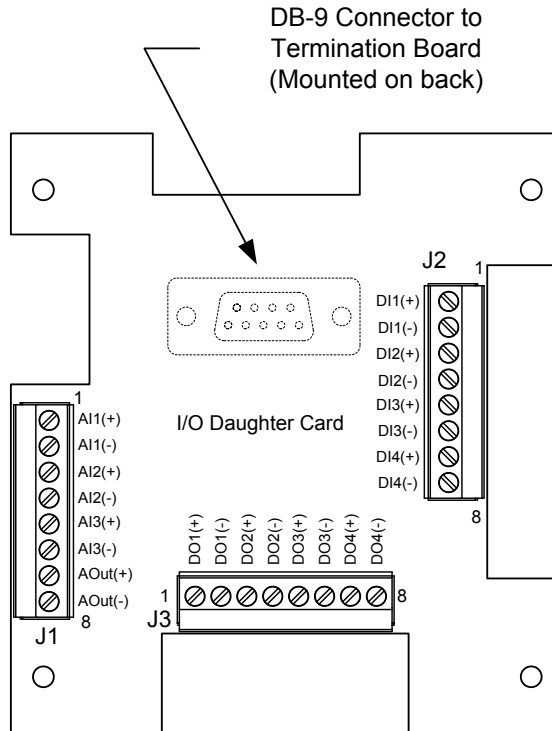 DB-9 Connector to
Termination Board
(Mounted on back)
J2
1
DI1(+)
DI1(-)
DI2(+)
DI2(-)
DI3(+)
DI3(-)
DI4(+)
DI4(-)
8
I/O Daughter Card
1
AI1(+)
AI1(-)
AI2(+)
AI2(-)
AI3(+)
AI3(-)
AOut(+)
AOut(-)
8
J1
DO1(+)
DO1(-)
DO2(+)
DO2(-)
DO3(+)
DO3(-)
DO4(+)
DO4(-)
1
8
J3